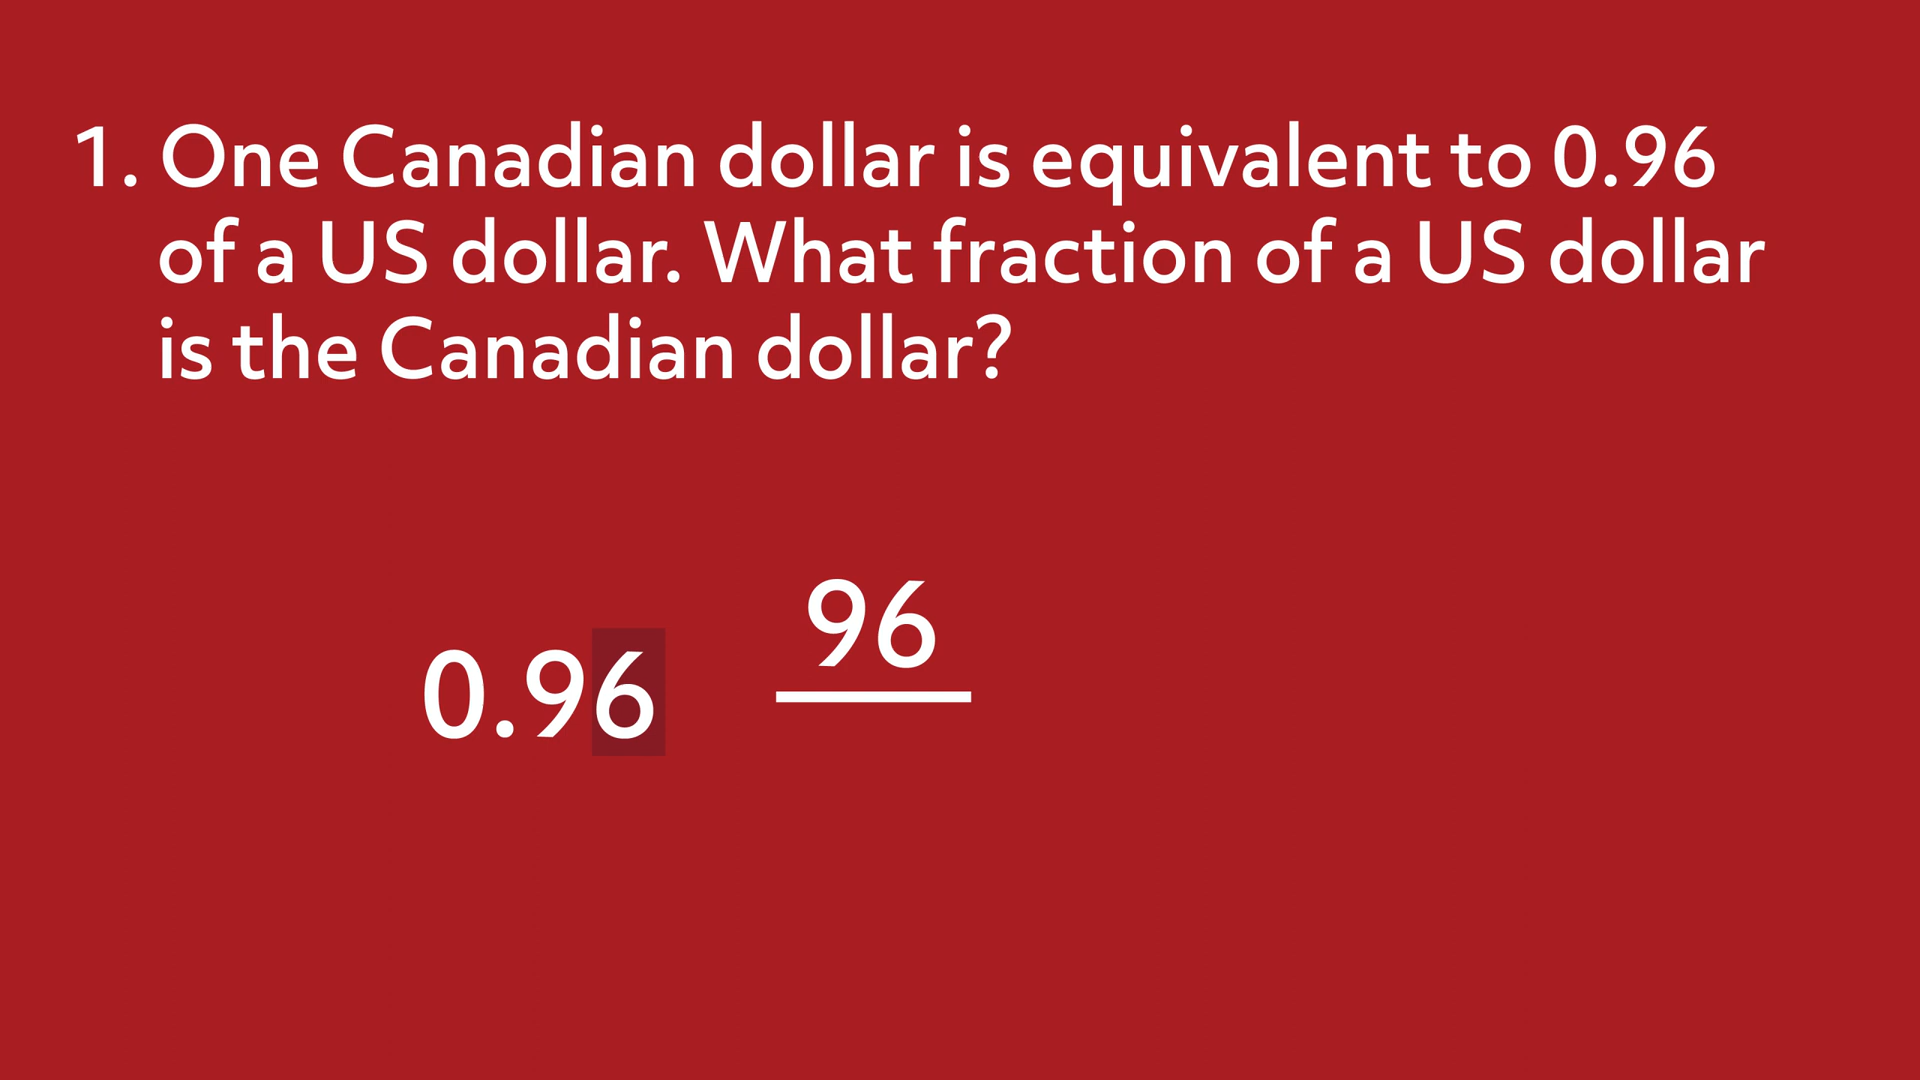 1. One Canadian dollar is equivalent to 0.96
of a US dollar. What fraction of a US dollar
is the Canadian dollar?
96
0.96